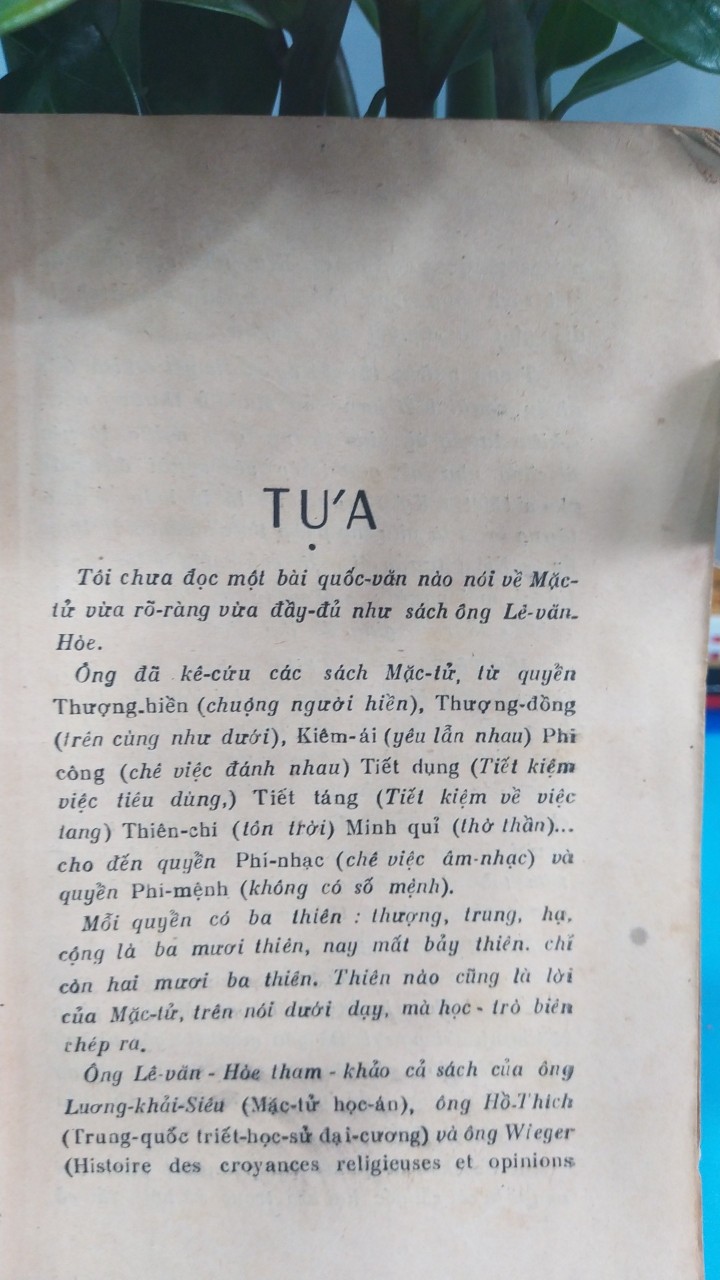 TỰA
Tôi chưa đọc một bài quốc-văn nào nói về Mặc-
tử vừa rõ-ràng vừa đầy-đủ như sách ông Lê-văn-
Hòe.
Ông đã kê-cứu các sách Mặc-tử, từ quyển
Thượng-hiền (chuộng người hiền), Thượng-đồng
(trên cùng như dưới), Kiêm-ái (yêu lẫn nhau) Phi
công (chê việc đánh nhau) Tiết dụng (Tiết kiệm
việc tiêu dùng,) Tiết táng (Tiết kiệm về việc
tang) Thiên-chi (tôn trời) Minh quỉ (thờ thần)...
cho đến quyển Phi-nhạc (chê việc âm-nhạc) và
quyển Phi-mệnh (không có số mệnh).
Mỗi quyển có ba thiên : thượng, trung, hạ,
cộng là ba mươi thiên, nay mất bảy thiên. chỉ
còn hai mươi ba thiên. Thiên nào cũng là lời
của Mặc-tử, trên nói dưới dạy, mà học - trò biên
chép ra.
Ông Lê-văn - Hòe tham - khảo cả sách của ông
Lương-khải-Siêu (Mặc-tử học-án), ông Hồ-Thích
(Trung-quốc triết-học-sử đại-cương) và ông Wieger
(Histoire des croyances religieuses et opinions